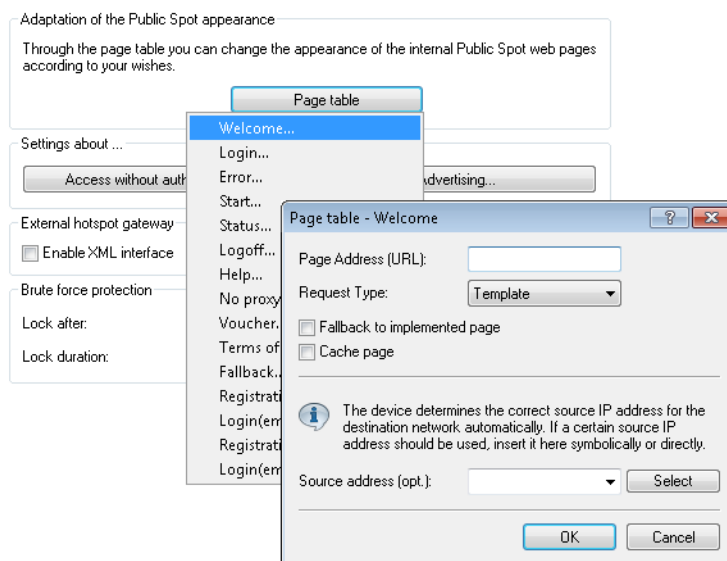 Adaptation of the Public Spot appearance
Through the page table you can change the appearance of the internal Public Spot web pages
according to your wishes.
Page table
Welcome...
Settings about ...
Login...
Access without
Error...
Advertising...
Start...
External hotspot gateway
Status...
Enable XML interface
Logoff...
Help...
Brute force protection
No proxy
Lock after:
Voucher.
Lock duration:
Terms of
Fallback..
Registrati
Login(em
Registrati
Login(em
Page table - Welcome
Page Address (URL):
Request Type:
Template
Fallback to implemented page
Cache page
The device determines the correct source IP address for the
destination network automatically. If a certain source IP
address should be used, insert it here symbolically or directly.
Source address (opt.):
Select
OK
Cancel